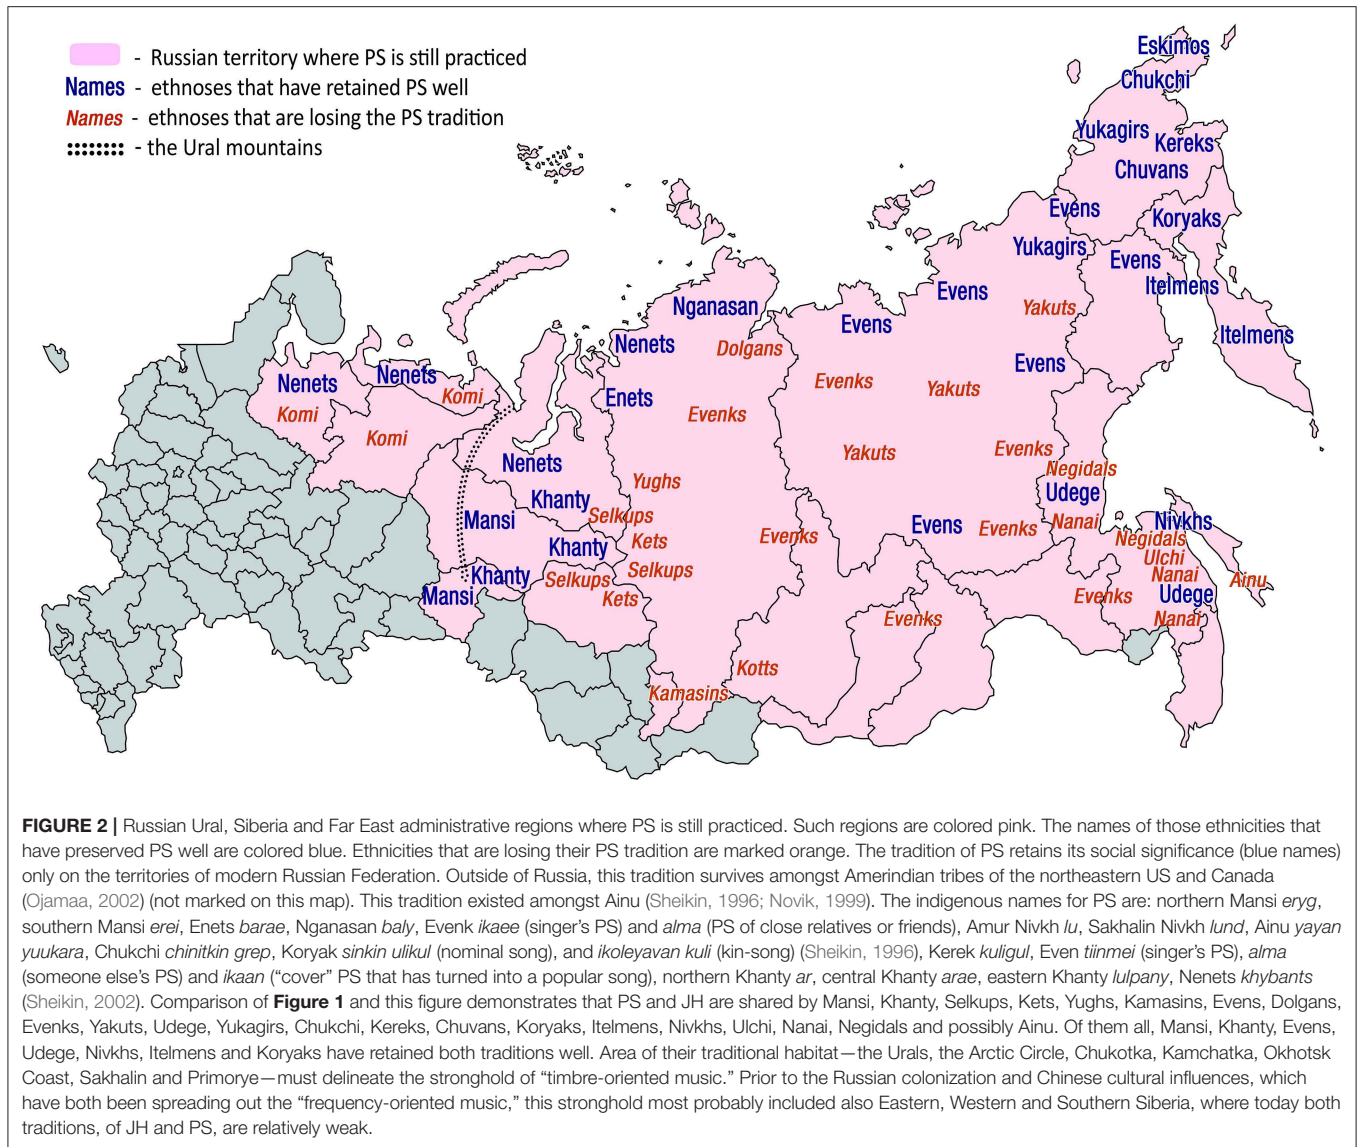 - Russian territory where PS is still practiced
Names - ethnoses that have retained PS well
Names - ethnoses that are losing the PS tradition
- the Ural mountains
Eskimos
Chukchi
Yukagirs
Kereks
Chuvans
Evens
Koryaks
Yukagirs
Evens
Itelmens
Evens
Yakuts
Nganasan
Evens
Itelmens
Nenets
Dolgans
Evens
Nenets
Nenets
Komi
Evenks
Yakuts
Enets
Komi
Evenks
Komi
Yakuts
Evenks
Nenets
Negidals
Yughs
Udege
Khanty
Selkups
Mansi
Evens
Evenks
Nanai
Nivkhs
Kets
Evenks
Negidals
Khanty
Ulchi
Selkups
Khanty
Selkups
Nanai
Ainu
Mansi
Kets
Evenks
Udege
Evenks
Nanai
Kotts
Kamasins
FIGURE 2 | Russian Ural, Siberia and Far East administrative regions where PS is still practiced. Such regions are colored pink. The names of those ethnicities that
have preserved PS well are colored blue. Ethnicities that are losing their PS tradition are marked orange. The tradition of PS retains its social significance (blue names)
only on the territories of modern Russian Federation. Outside of Russia, this tradition survives amongst Amerindian tribes of the northeastern US and Canada
(Ojamaa, 2002) (not marked on this map). This tradition existed amongst Ainu (Sheikin, 1996; Novik, 1999). The indigenous names for PS are: northern Mansi eryg,
southern Mansi erei, Enets barae, Nganasan baly, Evenk ikaee (singer's PS) and alma (PS of close relatives or friends), Amur Nivkh lu, Sakhalin Nivkh lund, Ainu yayan
yuukara, Chukchi chinitkin grep, Koryak sinkin ulikul (nominal song), and ikoleyavan kuli (kin-song) (Sheikin, 1996), Kerek kuligul, Even tiinmei (singer's PS), alma
(someone else's PS) and ikaan ("cover" PS that has turned into a popular song), northern Khanty ar, central Khanty arae, eastern Khanty lulpany, Nenets khybants
(Sheikin, 2002). Comparison of Figure 1 and this figure demonstrates that PS and JH are shared by Mansi, Khanty, Selkups, Kets, Yughs, Kamasins, Evens, Dolgans,
Evenks, Yakuts, Udege, Yukagirs, Chukchi, Kereks, Chuvans, Koryaks, Itelmens, Nivkhs, Ulchi, Nanai, Negidals and possibly Ainu. Of them all, Mansi, Khanty, Evens,
Udege, Nivkhs, Itelmens and Koryaks have retained both traditions well. Area of their traditional habitat—the Urals, the Arctic Circle, Chukotka, Kamchatka, Okhotsk
Coast, Sakhalin and Primorye—must delineate the stronghold of "timbre-oriented music." Prior to the Russian colonization and Chinese cultural influences, which
have both been spreading out the "frequency-oriented music," this stronghold most probably included also Eastern, Western and Southern Siberia, where today both
traditions, of JH and PS, are relatively weak.